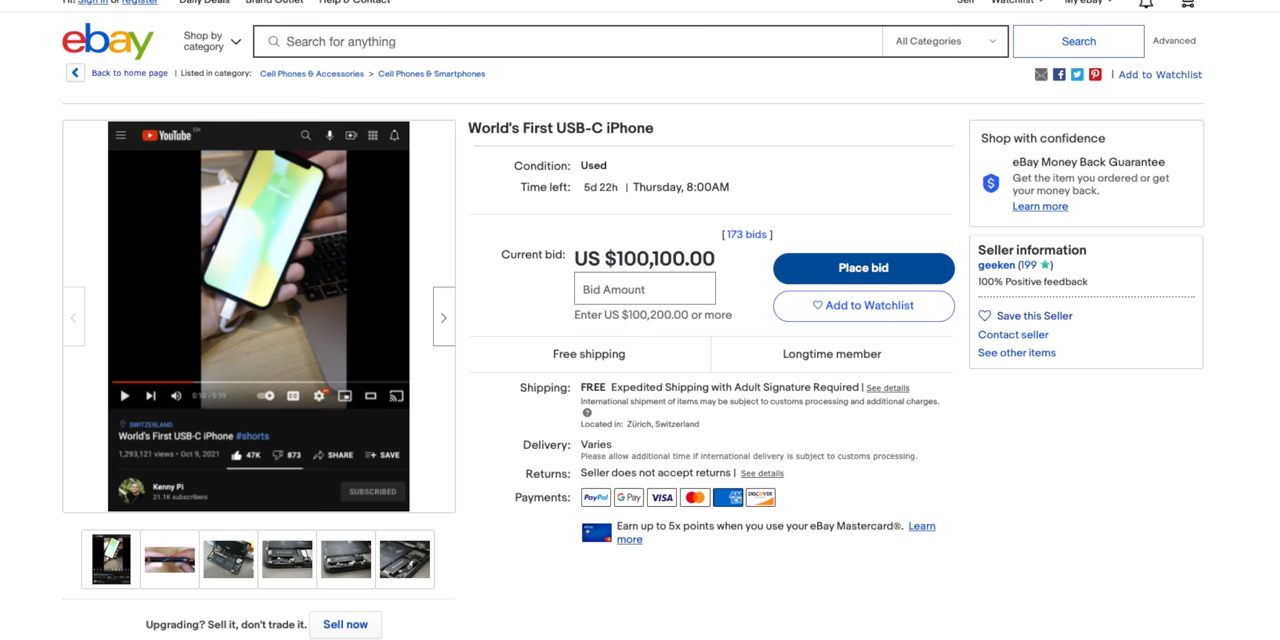 Hi! Sign in or register
Daily Deals
Brand Outlet
Help & Contact
Sell
Watchlist
My eBay
ebay
Shop by category
Search for anything
All Categories
Search
Advanced
Back to home page | Listed in category: Cell Phones & Accessories > Cell Phones & Smartphones
| Add to Watchlist
YouTube CH
0:10 / 0:39
SWITZERLAND
World's First USB-C iPhone #shorts
1,293,121 views • Oct 9, 2021 47K 873 SHARE SAVE
Kenny Pi
21.1K subscribers
SUBSCRIBED
Upgrading? Sell it, don't trade it. Sell now
World's First USB-C iPhone
Condition: Used
Time left: 5d 22h | Thursday, 8:00AM
[ 173 bids ]
Current bid: US $100,100.00
Bid Amount
Enter US $100,200.00 or more
Place bid
Add to Watchlist
Free shipping
Longtime member
Shipping: FREE Expedited Shipping with Adult Signature Required | See details
International shipment of items may be subject to customs processing and additional charges.
?
Located in: Zürich, Switzerland
Delivery: Varies
Please allow additional time if international delivery is subject to customs processing.
Returns: Seller does not accept returns | See details
Payments: PayPal G Pay VISA DISCOVER
Earn up to 5x points when you use your eBay Mastercard®. Learn
more
Shop with confidence
eBay Money Back Guarantee
Get the item you ordered or get
your money back.
Learn more
Seller information
geeken (199 ★)
100% Positive feedback
Save this Seller
Contact seller
See other items